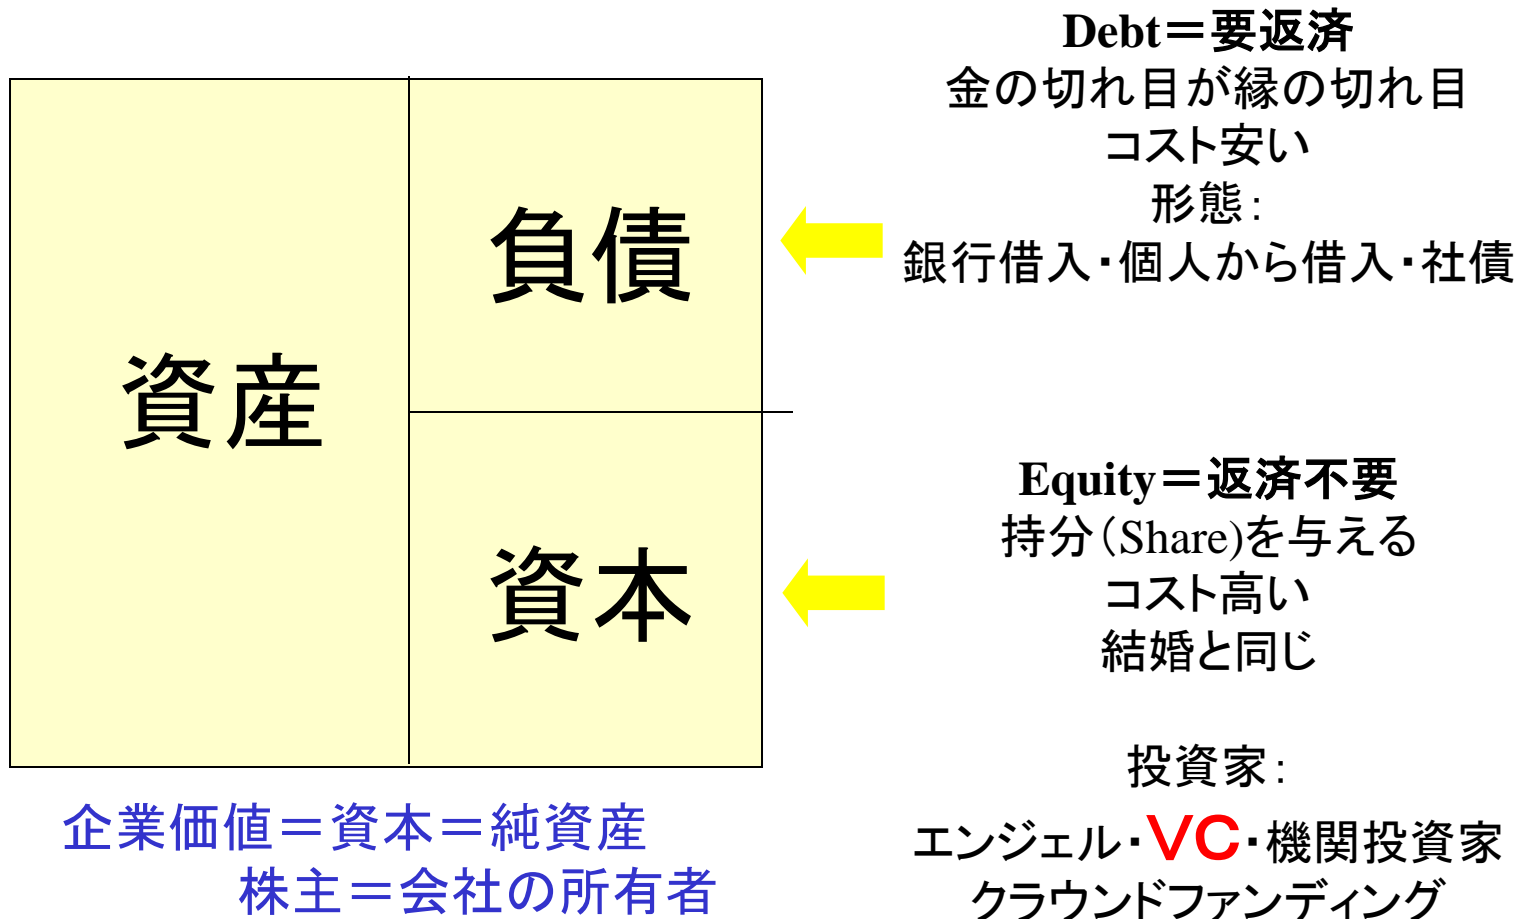 資産
負債
資本
企業価値＝資本＝純資産
株主＝会社の所有者
Debt＝要返済
金の切れ目が縁の切れ目
コスト安い
形態：
銀行借入・個人から借入・社債
Equity＝返済不要
持分（Share)を与える
コスト高い
結婚と同じ
投資家：
エンジェル・VC・機関投資家
クラウンドファンディング